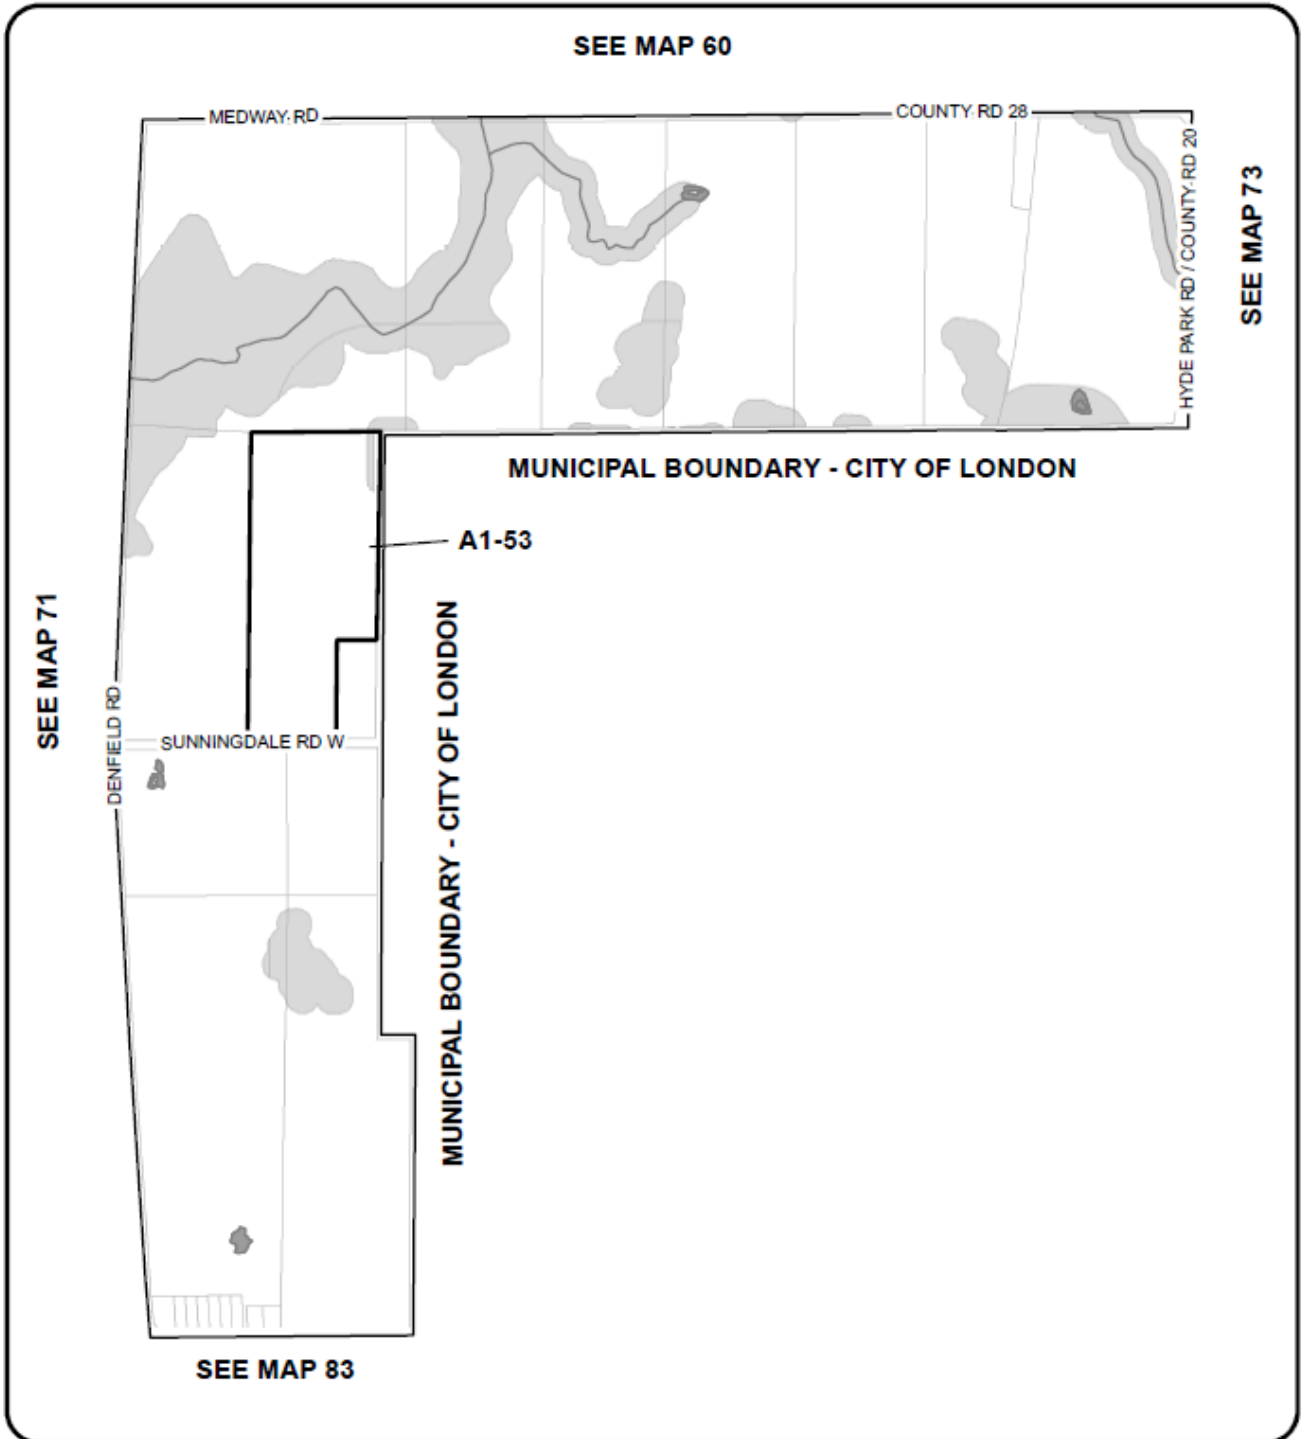 SEE MAP 60
MEDWAY RD
COUNTY RD 28
HYDE PARK RD / COUNTY RD 20
SEE MAP 73
MUNICIPAL BOUNDARY - CITY OF LONDON
A1-53
SEE MAP 71
DENFIELD RD
SUNNINGDALE RD W
MUNICIPAL BOUNDARY - CITY OF LONDON
SEE MAP 83